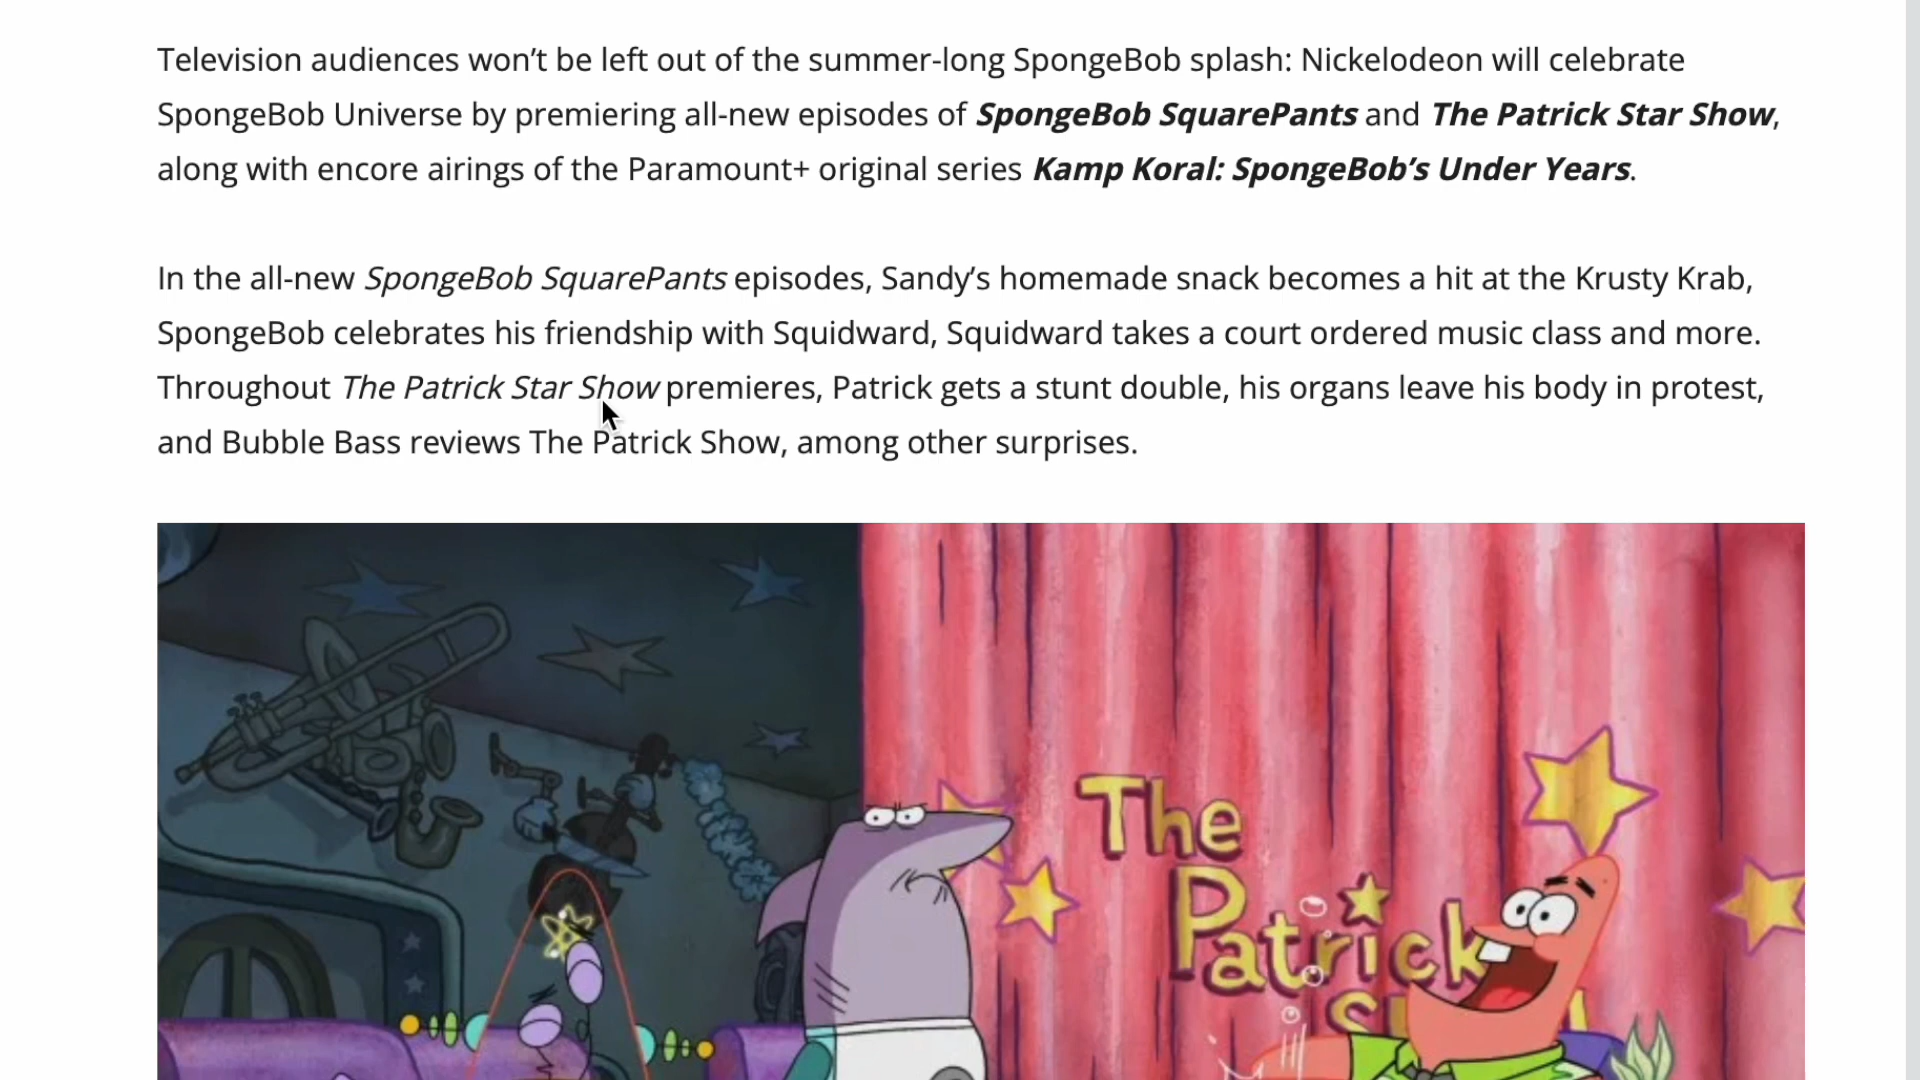 Television audiences won’t be left out of the summer-long SpongeBob splash: Nickelodeon will celebrate
SpongeBob Universe by premiering all-new episodes of SpongeBob SquarePants and The Patrick Star Show,
along with encore airings of the Paramount+ original series Kamp Koral: SpongeBob’s Under Years.
In the all-new SpongeBob SquarePants episodes, Sandy’s homemade snack becomes a hit at the Krusty Krab,
SpongeBob celebrates his friendship with Squidward, Squidward takes a court ordered music class and more.
Throughout The Patrick Star Show premieres, Patrick gets a stunt double, his organs leave his body in protest,
and Bubble Bass reviews The Patrick Show, among other surprises.
The
Patrick